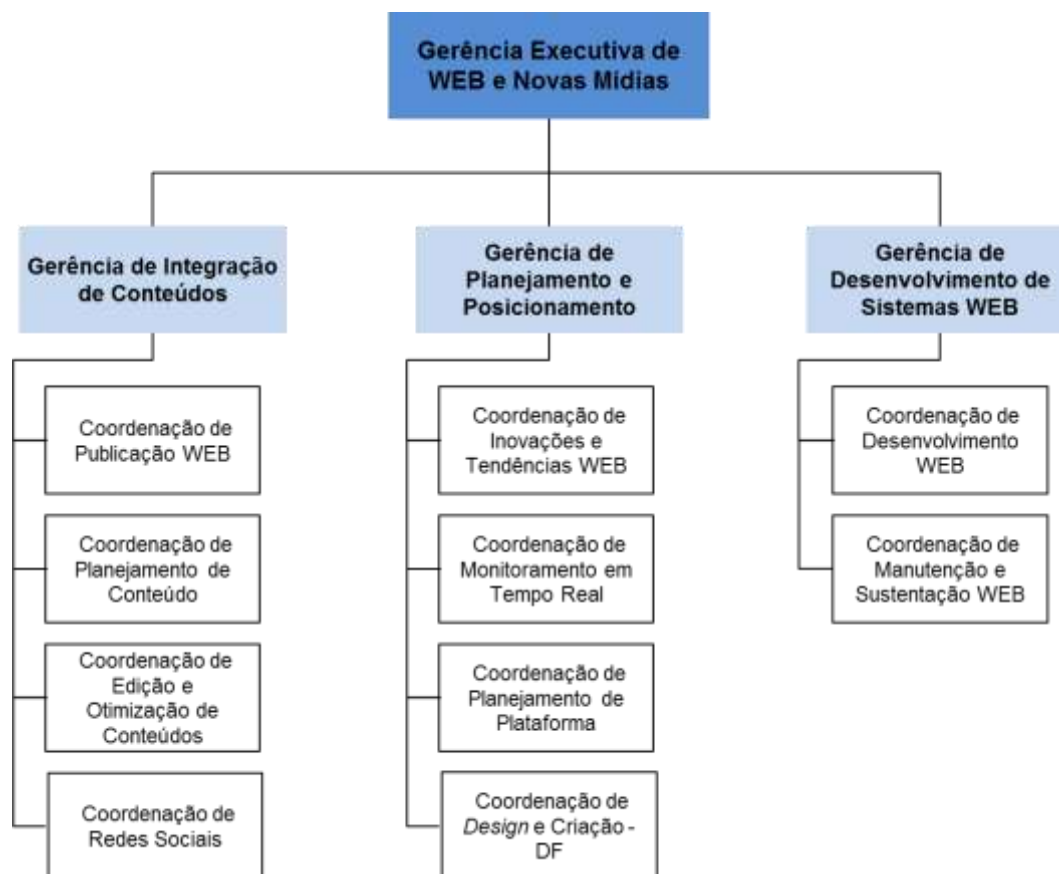 Gerência Executiva de
WEB e Novas Mídias
Gerência de Integração
de Conteúdos
Coordenação de
Publicação WEB
Coordenação de
Planejamento de
Conteúdo
Coordenação de
Edição e
Otimização de
Conteúdos
Coordenação de
Redes Sociais
Gerência de
Planejamento e
Posicionamento
Coordenação de
Inovações e
Tendências WEB
Coordenação de
Monitoramento em
Tempo Real
Coordenação de
Planejamento de
Plataforma
Coordenação de
Design e Criação -
DF
Gerência de
Desenvolvimento de
Sistemas WEB
Coordenação de
Desenvolvimento
WEB
Coordenação de
Manutenção e
Sustentação WEB